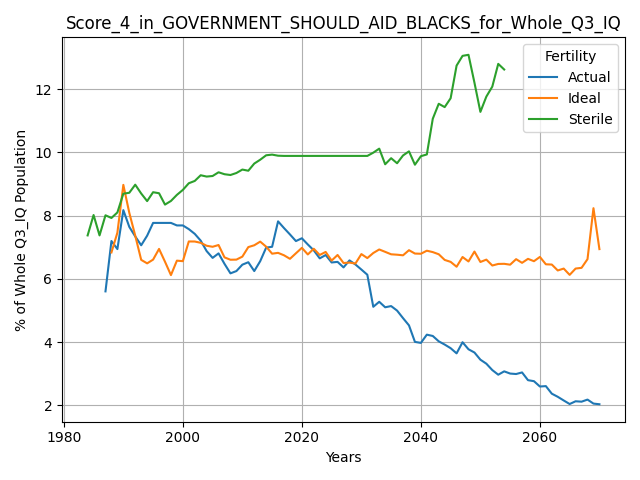 Score_4_in_GOVERNMENT_SHOULD_AID_BLACKS_for_Whole_Q3_IQ
Fertility
Actual
Ideal
Sterile
% of Whole Q3_IQ Population
12
10
8
6
4
2
1980
2000
2020
2040
2060
Years